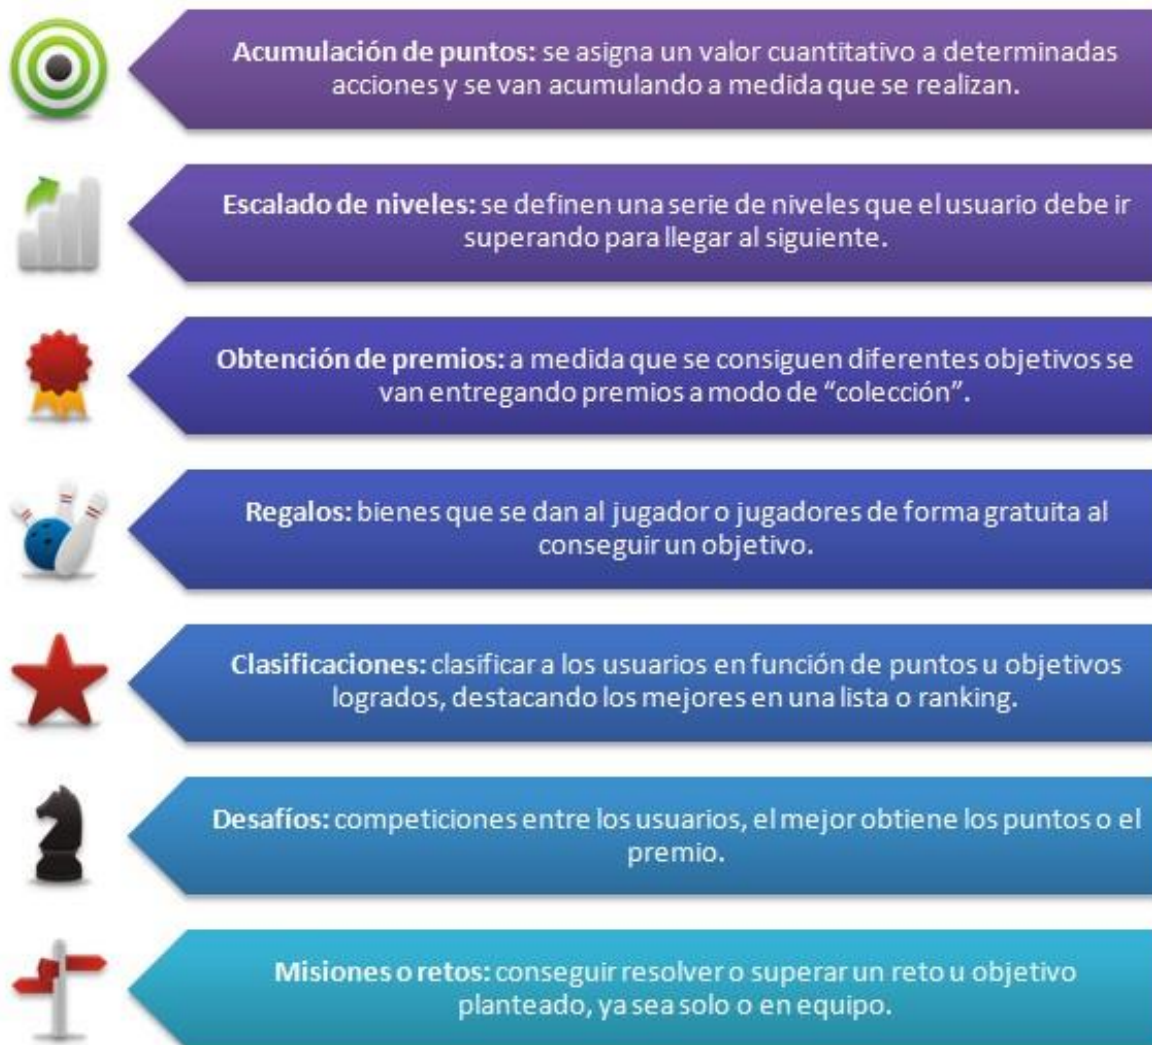 Acumulación de puntos: se asigna un valor cuantitativo a determinadas
acciones y se van acumulando a medida que se realizan.
Escalado de niveles: se definen una serie de niveles que el usuario debe ir
superando para llegar al siguiente.
Obtención de premios: a medida que se consiguen diferentes objetivos se
van entregando premios a modo de “colección”.
Regalos: bienes que se dan al jugador o jugadores de forma gratuita al
conseguir un objetivo.
Clasificaciones: clasificar a los usuarios en función de puntos u objetivos
logrados, destacando los mejores en una lista o ranking.
Desafíos: competiciones entre los usuarios, el mejor obtiene los puntos o el
premio.
Misiones o retos: conseguir resolver o superar un reto u objetivo
planteado, ya sea solo o en equipo.